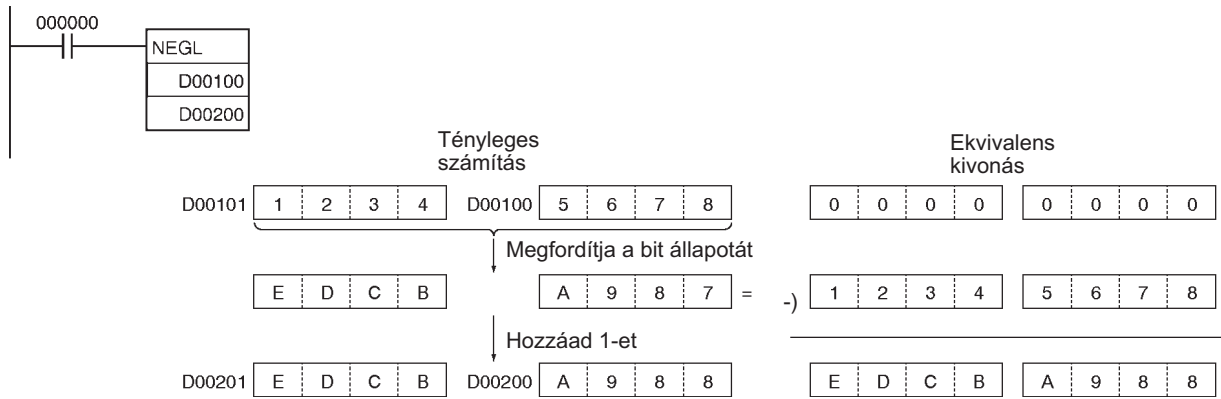 000000
NEGL
D00100
D00200
Tényleges
számítás
Ekvivalens
kivonás
D00101 1 2 3 4 D00100 5 6 7 8 0 0 0 0 0 0 0 0
Megfordítja a bit állapotát
E D C B A 9 8 7 = -) 1 2 3 4 5 6 7 8
Hozzáad 1-et
D00201 E D C B D00200 A 9 8 8 E D C B A 9 8 8